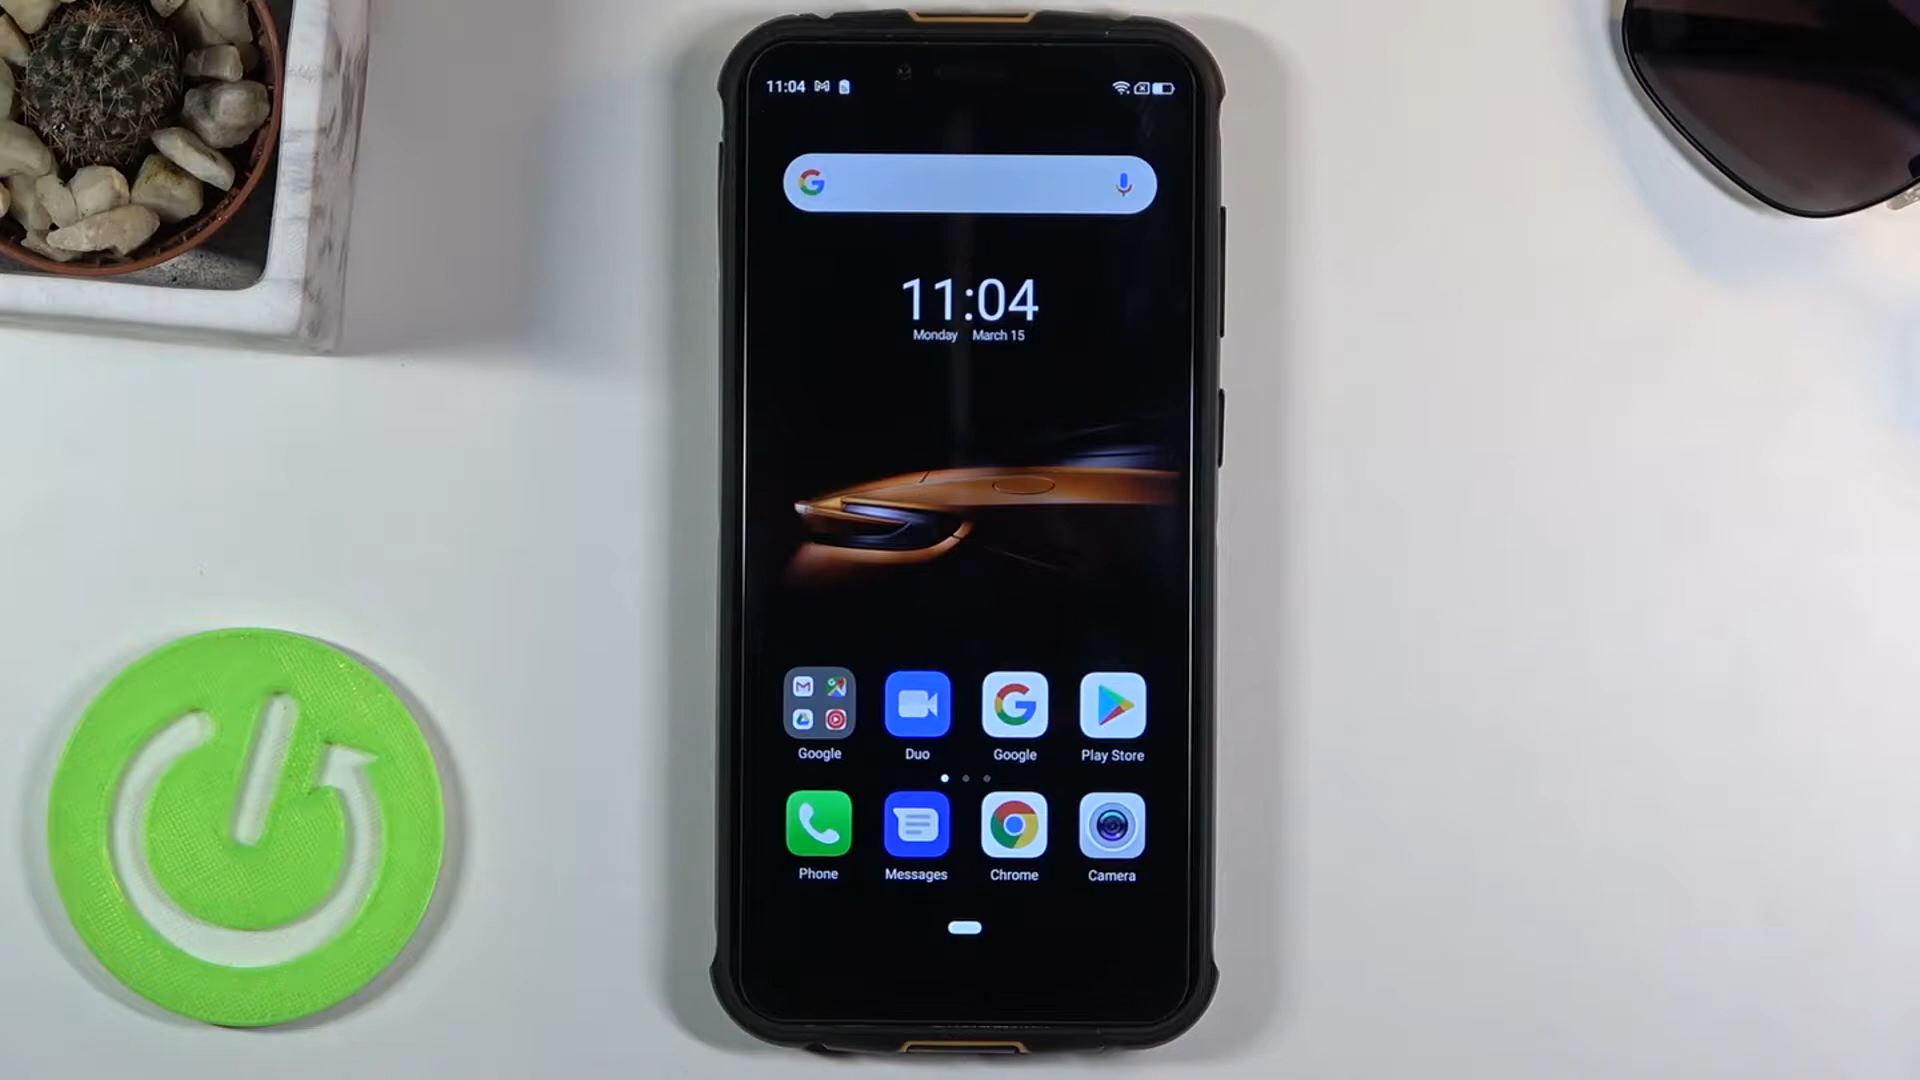 11:04
11:04
Monday March 15
Google Duo Google Play Store
Phone Messages Chrome Camera